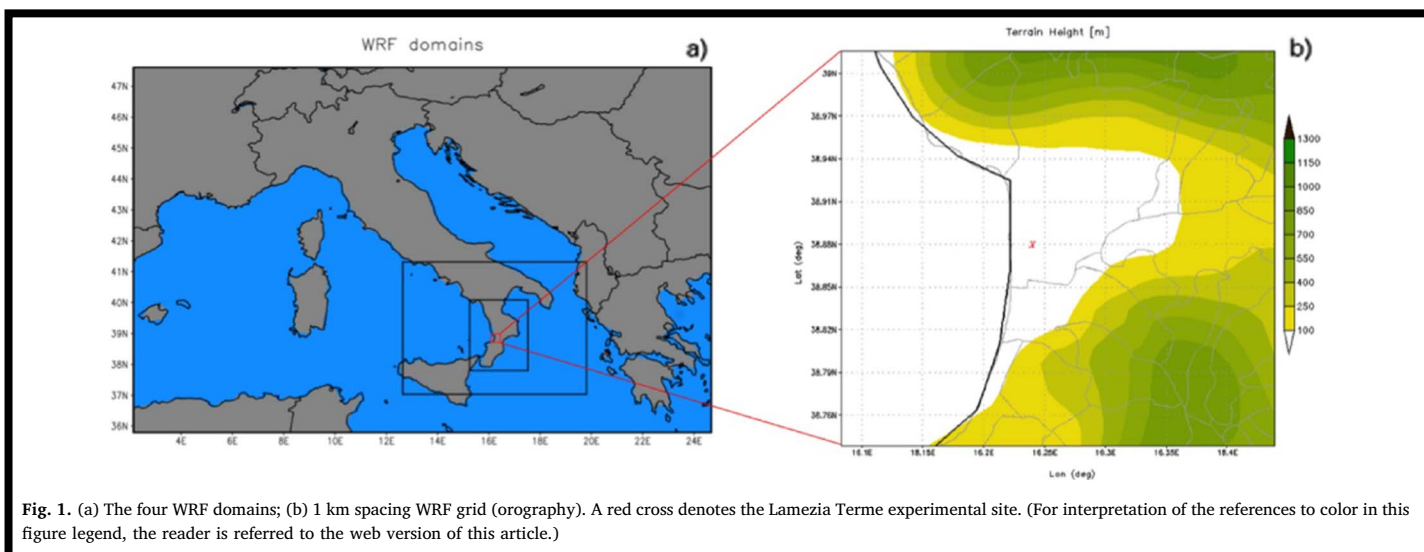 WRF domains
a)
47N
46N
45N
44N
43N
42N
41N
40N
39N
38N
37N
36N
4E
6E
8E
10E
12E
14E
16E
18E
20E
22E
24E
Terrain Height [m]
b)
39N
38.97N
38.94N
38.91N
38.88N
38.85N
38.82N
38.79N
38.76N
Lat (deg)
X
16.1E
16.15E
16.2E
16.25E
16.3E
16.35E
16.4E
Lon (deg)
1300
1150
1000
850
700
550
400
250
100
Fig. 1. (a) The four WRF domains; (b) 1 km spacing WRF grid (orography). A red cross denotes the Lamezia Terme experimental site. (For interpretation of the references to color in this
figure legend, the reader is referred to the web version of this article.)